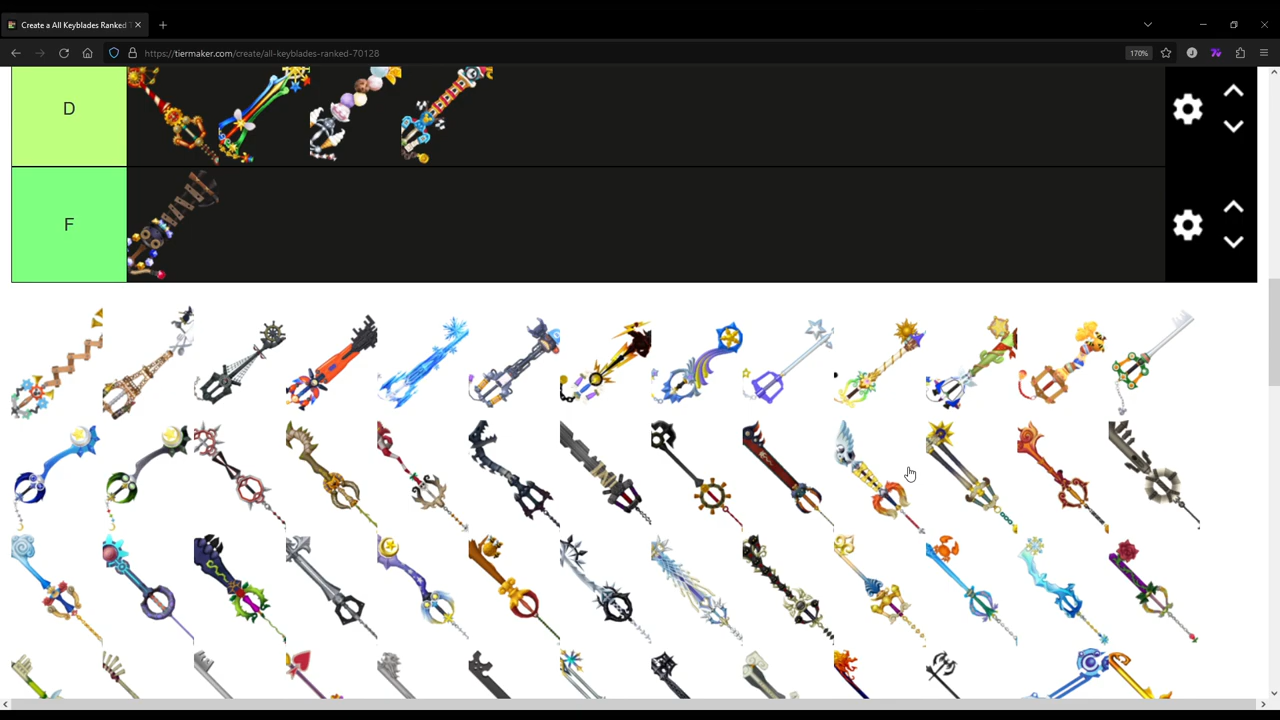 Create a All Keyblades Ranked T
https://tiermaker.com/create/all-keyblades-ranked-70128
170%
D
F